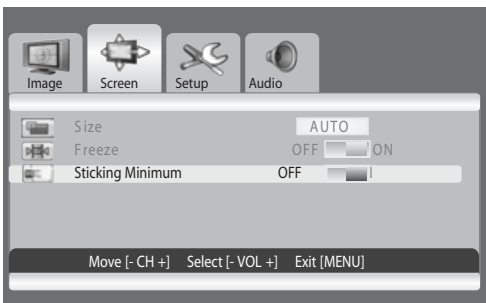 Image Screen Setup Audio
Size AUTO
Freeze OFF ON
Sticking Minimum OFF I
Move [- CH +] Select [- VOL +] Exit [MENU]